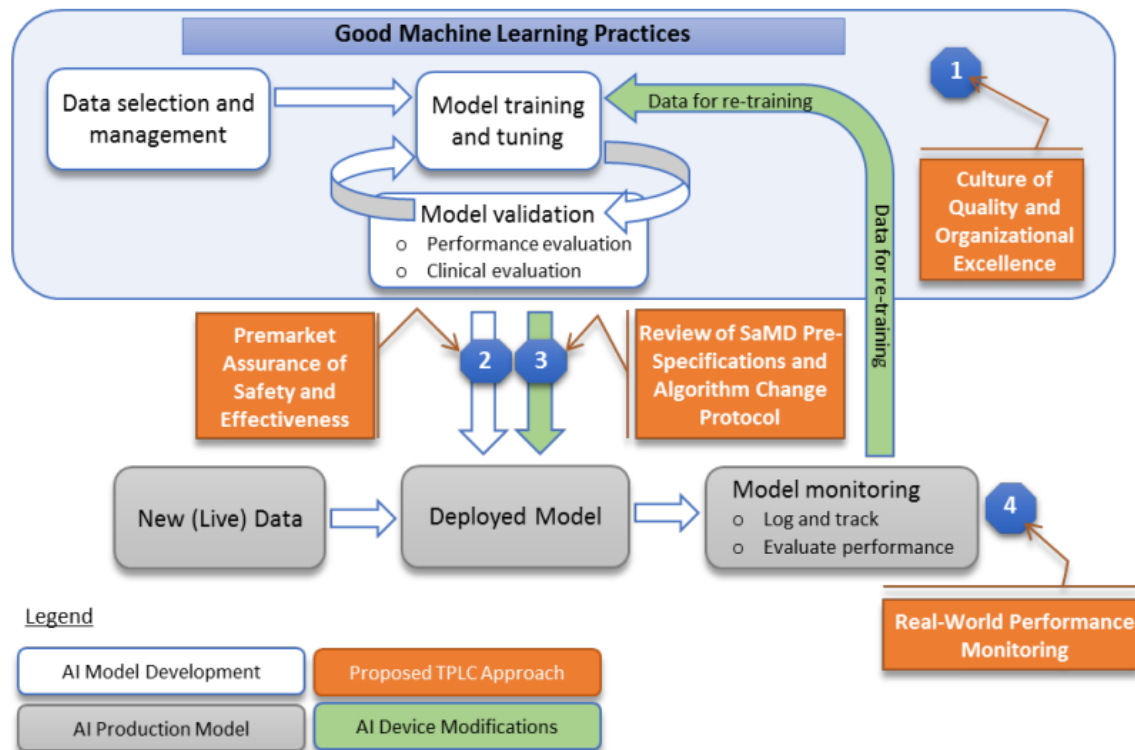 Good Machine Learning Practices
Data selection and
management
Model training
and tuning
Data for re-training
1
Culture of
Quality and
Organizational
Excellence
Model validation
o Performance evaluation
o Clinical evaluation
Data for re-training
Premarket
Assurance of
Safety and
Effectiveness
2
3
Review of SaMD Pre-
Specifications and
Algorithm Change
Protocol
New (Live) Data
Deployed Model
Model monitoring
o Log and track
o Evaluate performance
4
Real-World Performance
Monitoring
Legend
AI Model Development
Proposed TPLC Approach
AI Production Model
AI Device Modifications